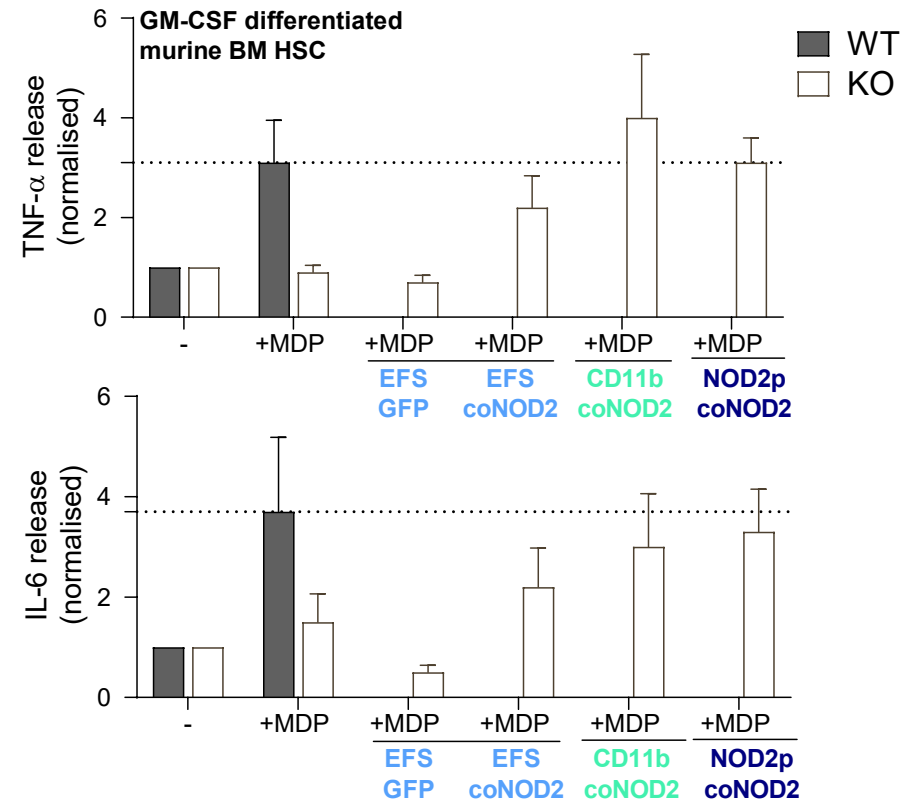 GM-CSF differentiated
murine BM HSC
WT
KO
TNF-α release
(normalised)
6
4
2
0
- +MDP +MDP +MDP +MDP +MDP
EFS EFS CD11b NOD2p
GFP coNOD2 coNOD2 coNOD2
IL-6 release
(normalised)
6
4
2
0
- +MDP +MDP +MDP +MDP +MDP
EFS EFS CD11b NOD2p
GFP coNOD2 coNOD2 coNOD2